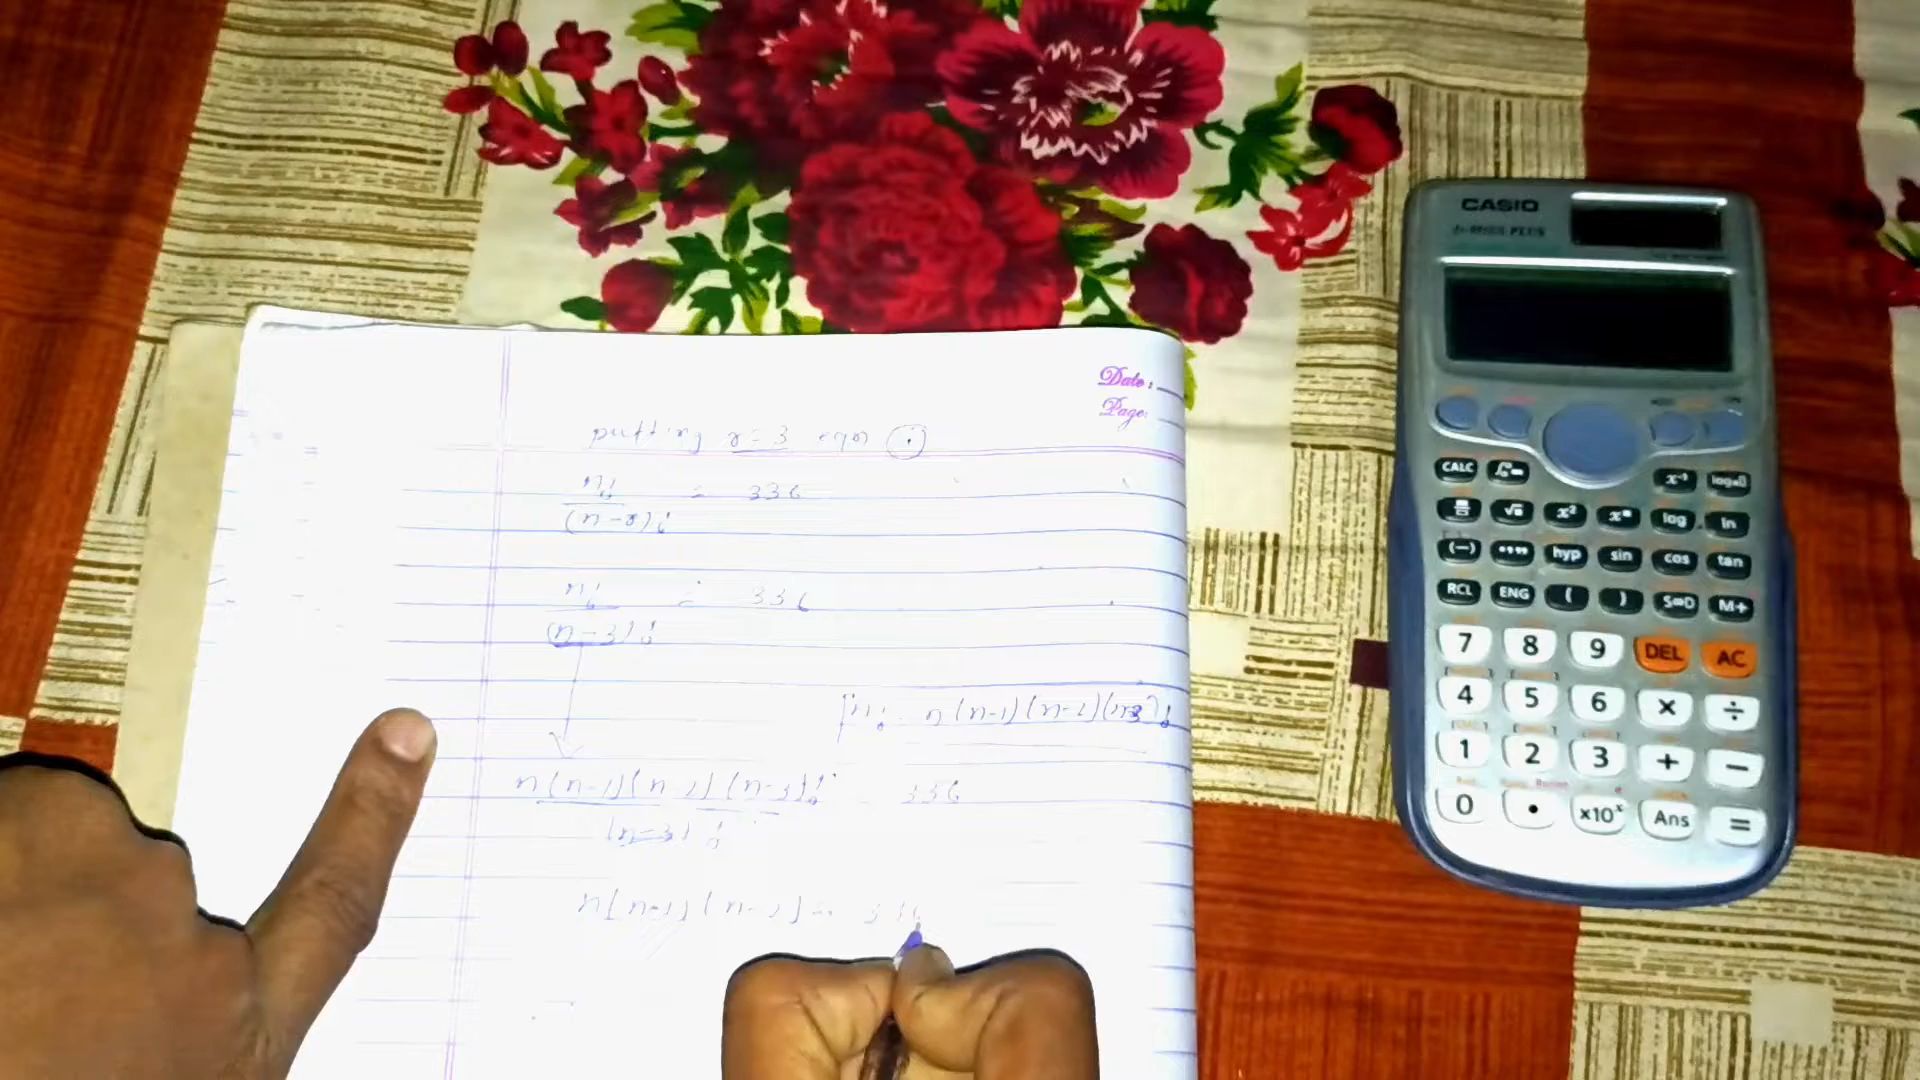 Date:
Page:
putting r=3 eqn (i)
n!/(n-r)! = 336
n!/(n-3)! = 336
n! = n(n-1)(n-2)(n-3)!
n(n-1)(n-2)(n-3)!/(n-3)! = 336
n(n-1)(n-2) = 336
CASIO
CALC x⁻¹
√ x² log ln
(−) hyp sin cos tan
RCL ENG ( ) S⇔D M+
7 8 9 DEL AC
4 5 6 × ÷
1 2 3 + −
0 . ×10ˣ Ans =